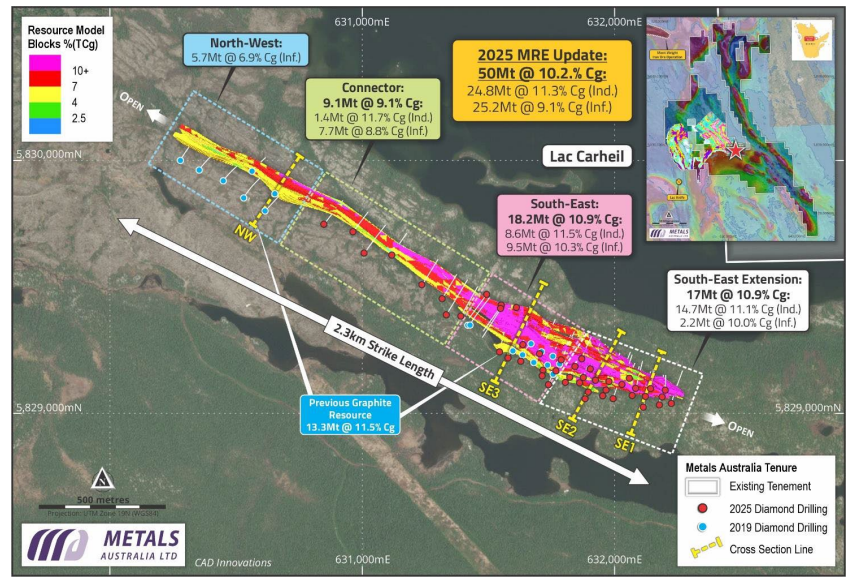 Resource Model
Blocks %(TCg)
10+
7
4
2.5
North-West:
5.7Mt @ 6.9% Cg (Inf.)
Connector:
9.1Mt @ 9.1% Cg:
1.4Mt @ 11.7% Cg (Ind.)
7.7Mt @ 8.8% Cg (Inf.)
2025 MRE Update:
50Mt @ 10.2.% Cg:
24.8Mt @ 11.3% Cg (Ind.)
25.2Mt @ 9.1% Cg (Inf.)
631,000mE
632,000mE
OPEN
5,830,000mN
Lac Carheil
South-East:
18.2Mt @ 10.9% Cg:
8.6Mt @ 11.5% Cg (Ind.)
9.5Mt @ 10.3% Cg (Inf.)
METALS
South-East Extension:
17Mt @ 10.9% Cg:
14.7Mt @ 11.1% Cg (Ind.)
2.2Mt @ 10.0% Cg (Inf.)
NW
2.3km Strike Length
SE3
SE2
SE1
Previous Graphite
Resource
13.3Mt @ 11.5% Cg
5,829,000mN
5,829,000mN
OPEN
500 metres
Projection: UTM Zone 19N (WGS84)
METALS
AUSTRALIA LTD
CAD Innovations
631,000mE
632,000mE
Metals Australia Tenure
Existing Tenement
2025 Diamond Drilling
2019 Diamond Drilling
Cross Section Line